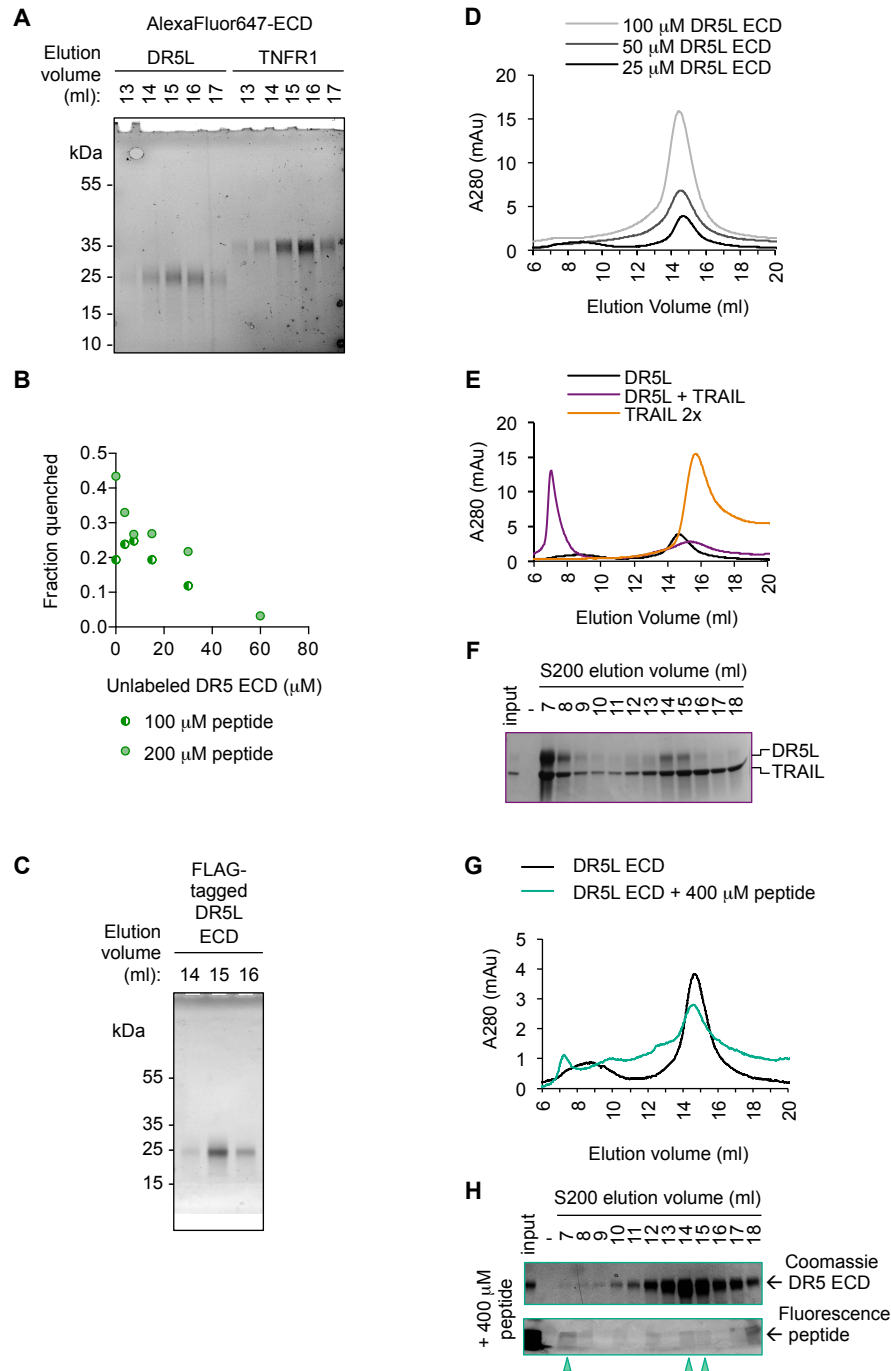 A
AlexaFluor647-ECD
Elution volume (ml):
DR5L TNFR1
13 14 15 16 17 13 14 15 16 17
kDa
55 -
35 -
25 -
15 -
10 -
B
Fraction quenched
0.5
0.4
0.3
0.2
0.1
0.0
0 20 40 60 80
Unlabeled DR5 ECD (μM)
100 μM peptide
200 μM peptide
C
FLAG-
tagged
DR5L
ECD
Elution
volume
(ml): 14 15 16
kDa
55 -
35 -
25 -
15 -
D
100 μM DR5L ECD
50 μM DR5L ECD
25 μM DR5L ECD
A280 (mAu)
20
15
10
5
0
6 8 10 12 14 16 18 20
Elution Volume (ml)
E
DR5L
DR5L + TRAIL
TRAIL 2x
A280 (mAu)
20
15
10
5
0
6 8 10 12 14 16 18 20
Elution Volume (ml)
F
S200 elution volume (ml)
input - 7 8 9 10 11 12 13 14 15 16 17 18
DR5L
TRAIL
G
DR5L ECD
DR5L ECD + 400 μM peptide
A280 (mAu)
5
4
3
2
1
0
6 8 10 12 14 16 18 20
Elution volume (ml)
H
S200 elution volume (ml)
input - 7 8 9 10 11 12 13 14 15 16 17 18
+ 400 μM
peptide
Coomassie
← DR5 ECD
Fluorescence
← peptide